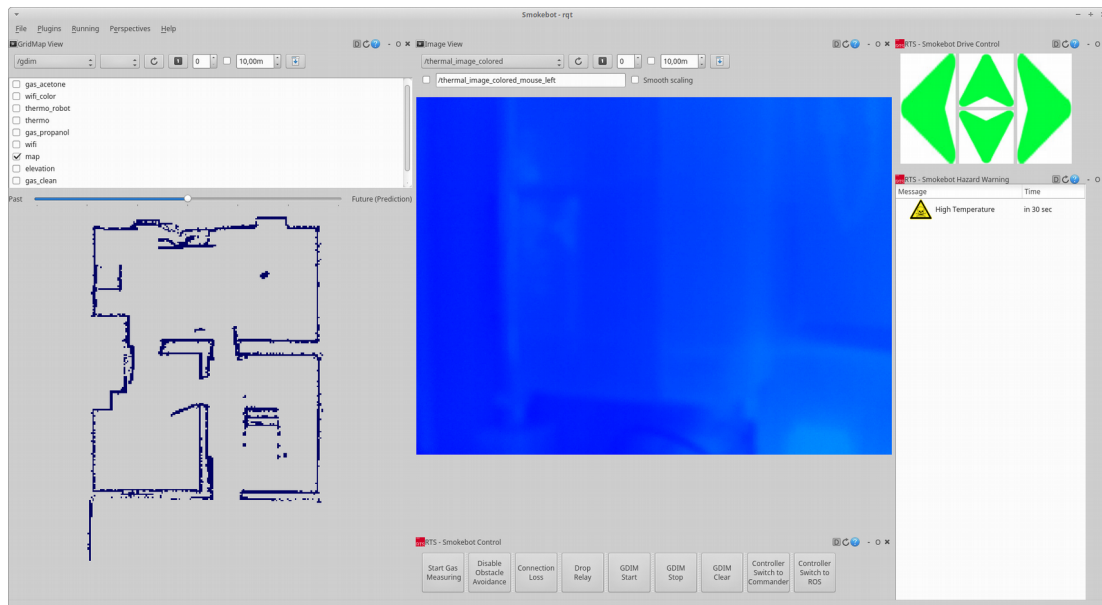 Smokebot - rqt
File Plugins Running Perspectives Help
GridMap View
/gdim 0 10,00m
gas_acetone
wifi_color
thermo_robot
thermo
gas_propanol
wifi
map
elevation
gas_clean
Past Future (Prediction)
Image View
/thermal_image_colored 0 10,00m
/thermal_image_colored_mouse_left Smooth scaling
RTS - Smokebot Control
Start Gas Measuring
Disable Obstacle Avoidance
Connection Loss
Drop Relay
GDIM Start
GDIM Stop
GDIM Clear
Controller Switch to Commander
Controller Switch to ROS
RTS - Smokebot Drive Control
RTS - Smokebot Hazard Warning
Message Time
High Temperature in 30 sec